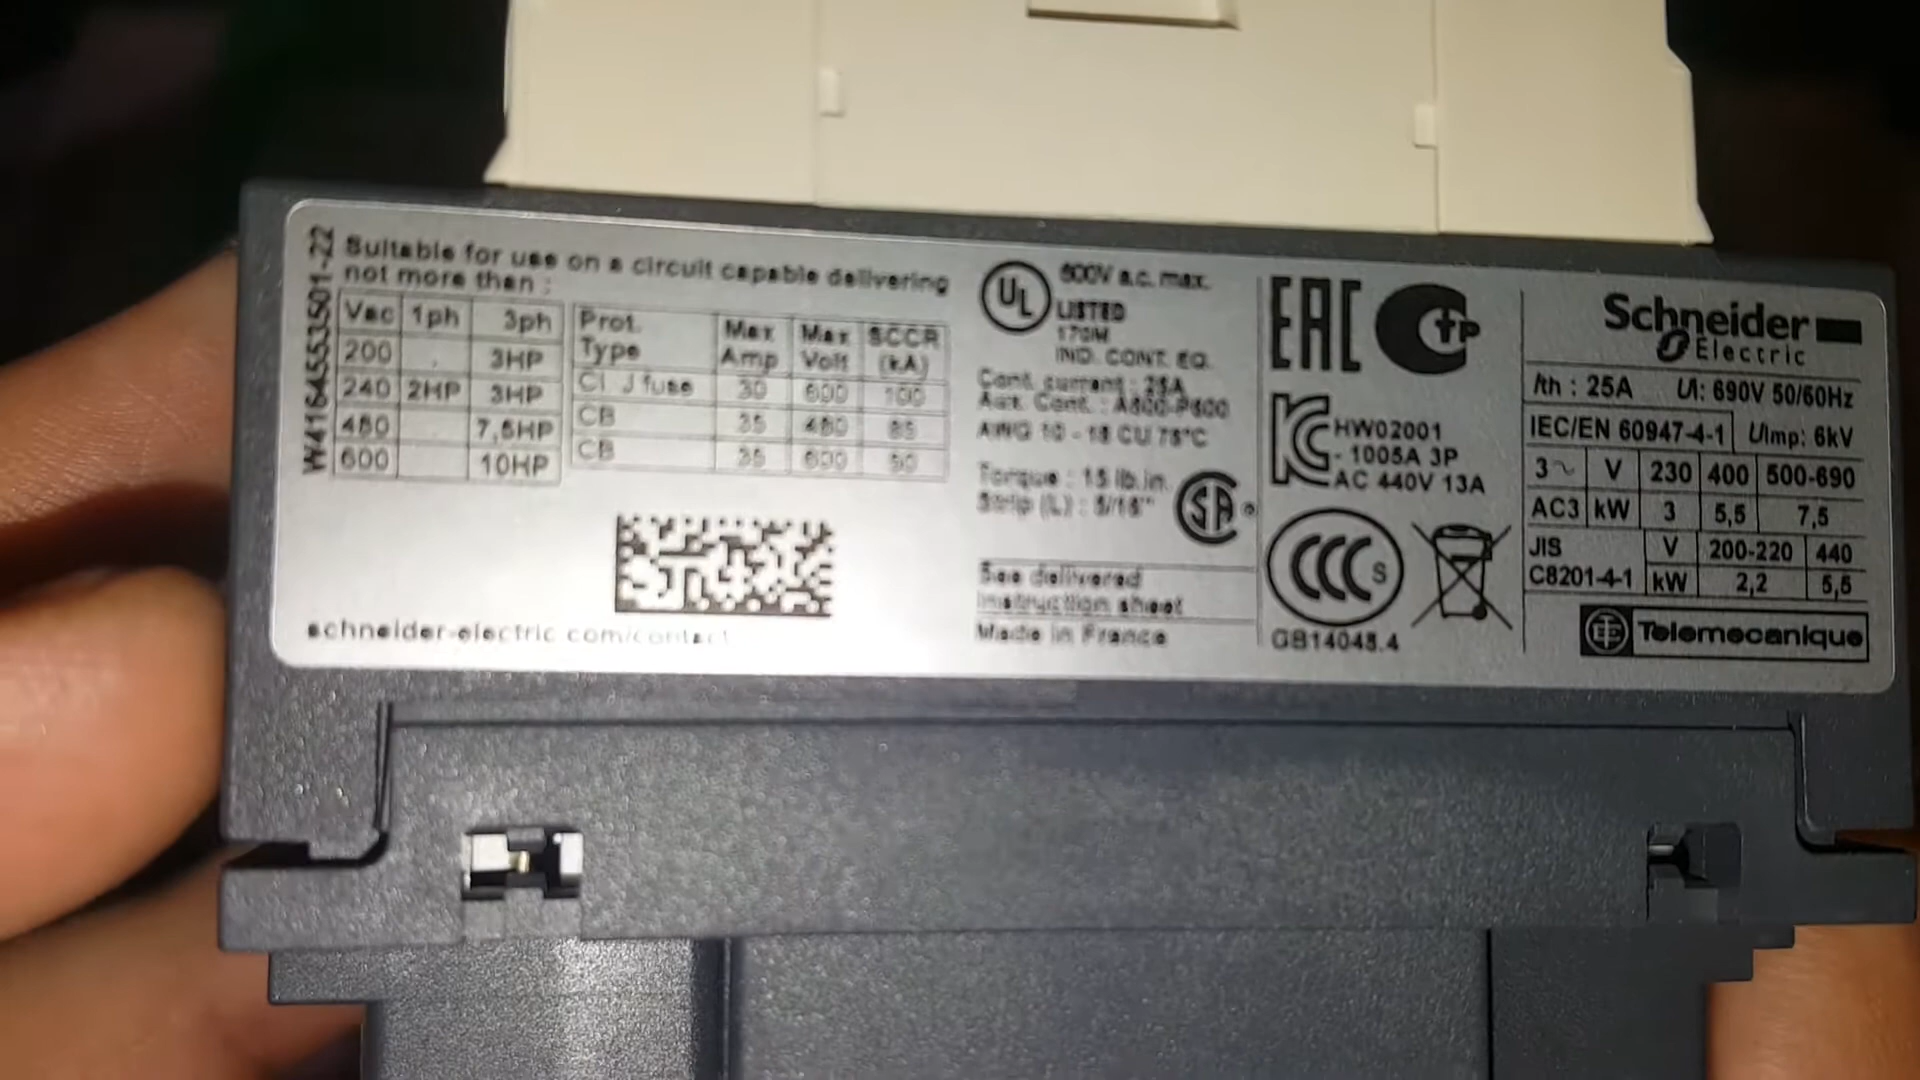 W41645553501-22
Suitable for use on a circuit capable delivering
not more than :
Vac 1ph 3ph
200 3HP
240 2HP 3HP
480 7,5HP
600 10HP
Prot. Type Max Amp Max Volt SCCR (kA)
Cl. J fuse 30 600 100
CB 35 480 85
CB 35 600 50
schneider-electric.com/contact
UL
600V a.c. max.
LISTED
170M
IND. CONT. EQ.
Cont. current : 25A
Aux. Cont. : A600-P600
AWG 10 - 18 CU 75°C
Torque : 15 lb.in.
Strip (L) : 5/16"
SA
See delivered
instruction sheet
Made in France
EAC
HW02001
- 1005A 3P
AC 440V 13A
CCC S
GB14048.4
Schneider
Electric
Ith : 25A Ui: 690V 50/60Hz
IEC/EN 60947-4-1 UImp: 6kV
3~ V 230 400 500-690
AC3 kW 3 5,5 7,5
JIS C8201-4-1
V 200-220 440
kW 2,2 5,5
Telemecanique